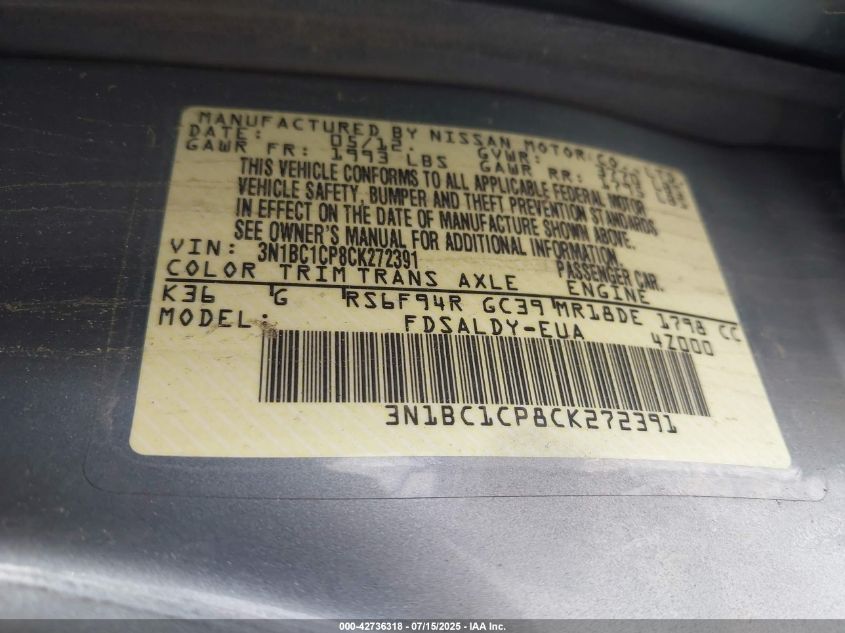 MANUFACTURED BY NISSAN MOTOR CO., LTD.
DATE: 05/12. GVWR: LBS
GAWR FR: 1993 LBS GAWR RR: LBS
THIS VEHICLE CONFORMS TO ALL APPLICABLE FEDERAL MOTOR
VEHICLE SAFETY, BUMPER AND THEFT PREVENTION STANDARDS
IN EFFECT ON THE DATE OF MANUFACTURE SHOWN ABOVE.
SEE OWNER'S MANUAL FOR ADDITIONAL INFORMATION.
VIN: 3N1BC1CP8CK272391 PASSENGER CAR.
COLOR TRIM TRANS AXLE ENGINE
K36 G RS6F94R GC39 MR18DE 1798 CC
MODEL: FDSALDY-EUA 4Z000
3N1BC1CP8CK272391
000-42736318 - 07/15/2025 - IAA Inc.